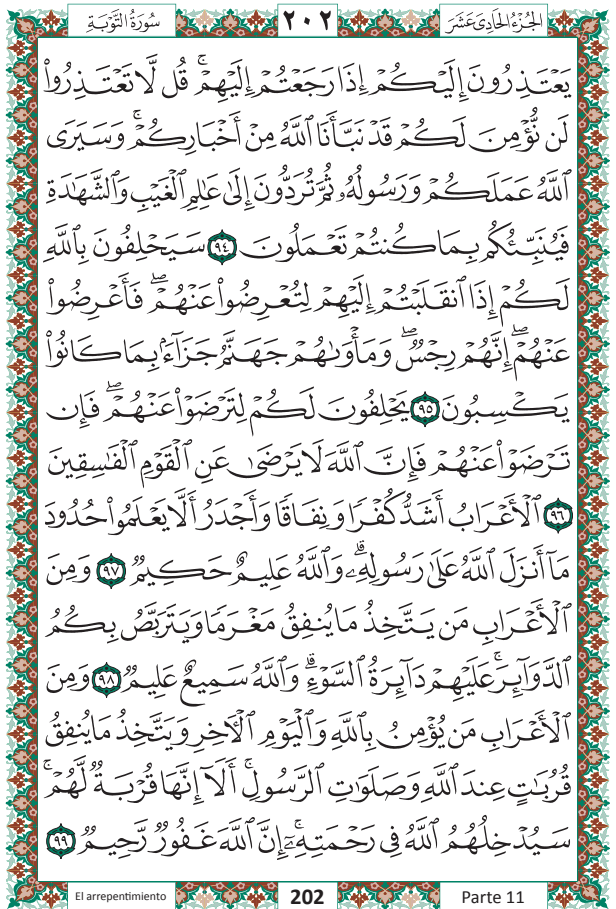 الجُزْءُ الحَادِىَ عَشَرَ ٢٠٢ سُورَةُ التَّوۡبَةِ
يَعۡتَذِرُونَ إِلَيۡكُمۡ إِذَا رَجَعۡتُمۡ إِلَيۡهِمۡۚ قُل لَّا تَعۡتَذِرُواْ
لَن نُّؤۡمِنَ لَكُمۡ قَدۡ نَبَّأَنَا ٱللَّهُ مِنۡ أَخۡبَارِكُمۡۚ وَسَيَرَى
ٱللَّهُ عَمَلَكُمۡ وَرَسُولُهُۥ ثُمَّ تُرَدُّونَ إِلَىٰ عَٰلِمِ ٱلۡغَيۡبِ وَٱلشَّهَٰدَةِ
فَيُنَبِّئُكُم بِمَا كُنتُمۡ تَعۡمَلُونَ ٩٤ سَيَحۡلِفُونَ بِٱللَّهِ
لَكُمۡ إِذَا ٱنقَلَبۡتُمۡ إِلَيۡهِمۡ لِتُعۡرِضُواْ عَنۡهُمۡۖ فَأَعۡرِضُواْ
عَنۡهُمۡۖ إِنَّهُمۡ رِجۡسٞۖ وَمَأۡوَىٰهُمۡ جَهَنَّمُ جَزَآءَۢ بِمَا كَانُواْ
يَكۡسِبُونَ ٩٥ يَحۡلِفُونَ لَكُمۡ لِتَرۡضَوۡاْ عَنۡهُمۡۖ فَإِن
تَرۡضَوۡاْ عَنۡهُمۡ فَإِنَّ ٱللَّهَ لَا يَرۡضَىٰ عَنِ ٱلۡقَوۡمِ ٱلۡفَٰسِقِينَ
٩٦ ٱلۡأَعۡرَابُ أَشَدُّ كُفۡرٗا وَنِفَاقٗا وَأَجۡدَرُ أَلَّا يَعۡلَمُواْ حُدُودَ
مَآ أَنزَلَ ٱللَّهُ عَلَىٰ رَسُولِهِۦۗ وَٱللَّهُ عَلِيمٌ حَكِيمٞ ٩٧ وَمِنَ
ٱلۡأَعۡرَابِ مَن يَتَّخِذُ مَا يُنفِقُ مَغۡرَمٗا وَيَتَرَبَّصُ بِكُمُ
ٱلدَّوَآئِرَۚ عَلَيۡهِمۡ دَآئِرَةُ ٱلسَّوۡءِۗ وَٱللَّهُ سَمِيعٌ عَلِيمٞ ٩٨ وَمِنَ
ٱلۡأَعۡرَابِ مَن يُؤۡمِنُ بِٱللَّهِ وَٱلۡيَوۡمِ ٱلۡأٓخِرِ وَيَتَّخِذُ مَا يُنفِقُ
قُرُبَٰتٍ عِندَ ٱللَّهِ وَصَلَوَٰتِ ٱلرَّسُولِۚ أَلَآ إِنَّهَا قُرۡبَةٞ لَّهُمۡۚ
سَيُدۡخِلُهُمُ ٱللَّهُ فِي رَحۡمَتِهِۦٓۚ إِنَّ ٱللَّهَ غَفُورٞ رَّحِيمٞ ٩٩
El arrepentimiento 202 Parte 11